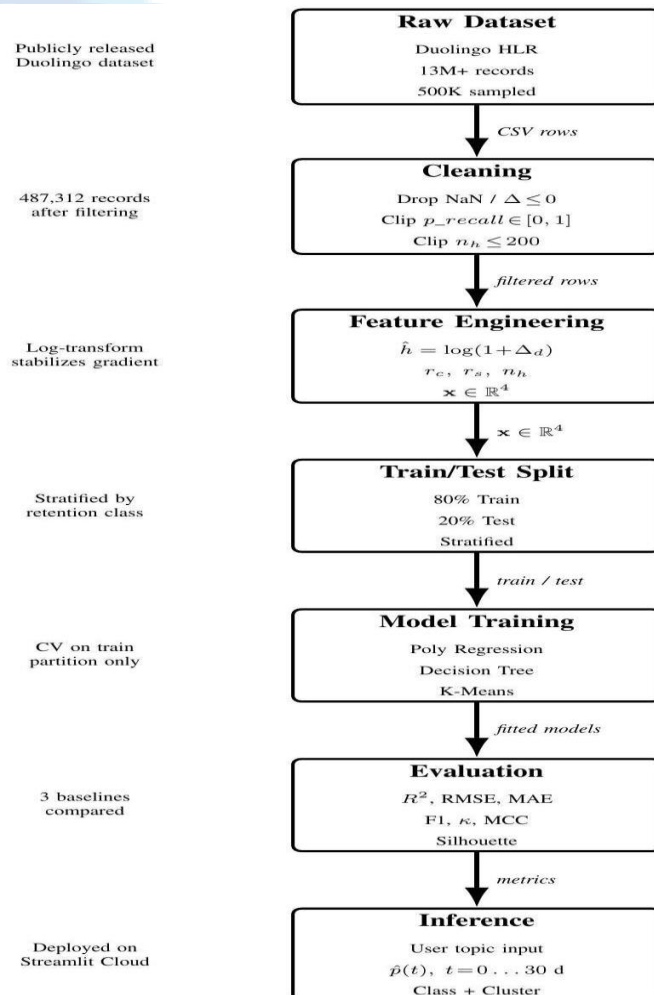 Raw Dataset
Publicly released
Duolingo dataset
Duolingo HLR
13M+ records
500K sampled
CSV rows
Cleaning
487,312 records
after filtering
Drop NaN / Δ ≤ 0
Clip p_recall ∈ [0, 1]
Clip n_h ≤ 200
filtered rows
Feature Engineering
Log-transform
stabilizes gradient
ĥ = log(1+Δ_d)
r_c, r_s, n_h
x ∈ ℝ⁴
x ∈ ℝ⁴
Train/Test Split
Stratified by
retention class
80% Train
20% Test
Stratified
train / test
Model Training
CV on train
partition only
Poly Regression
Decision Tree
K-Means
fitted models
Evaluation
3 baselines
compared
R², RMSE, MAE
F1, κ, MCC
Silhouette
metrics
Inference
Deployed on
Streamlit Cloud
User topic input
p̂(t), t=0...30 d
Class + Cluster